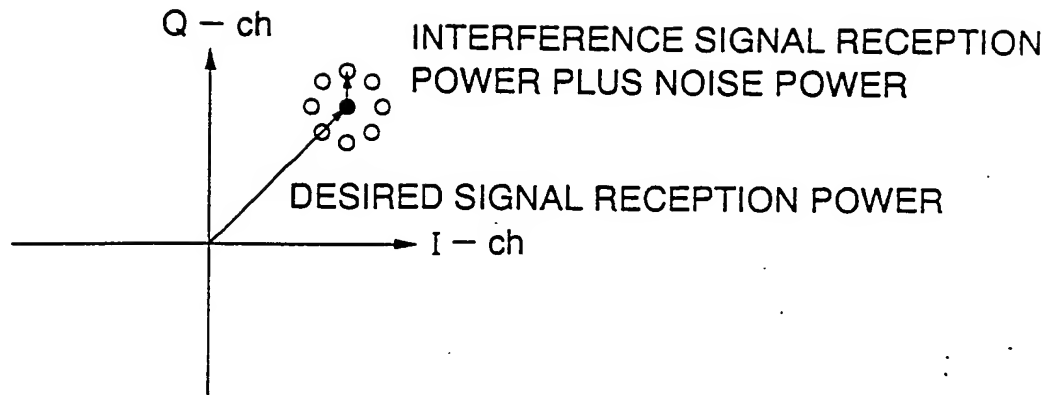 Q – ch
INTERFERENCE SIGNAL RECEPTION
POWER PLUS NOISE POWER
DESIRED SIGNAL RECEPTION POWER
I – ch